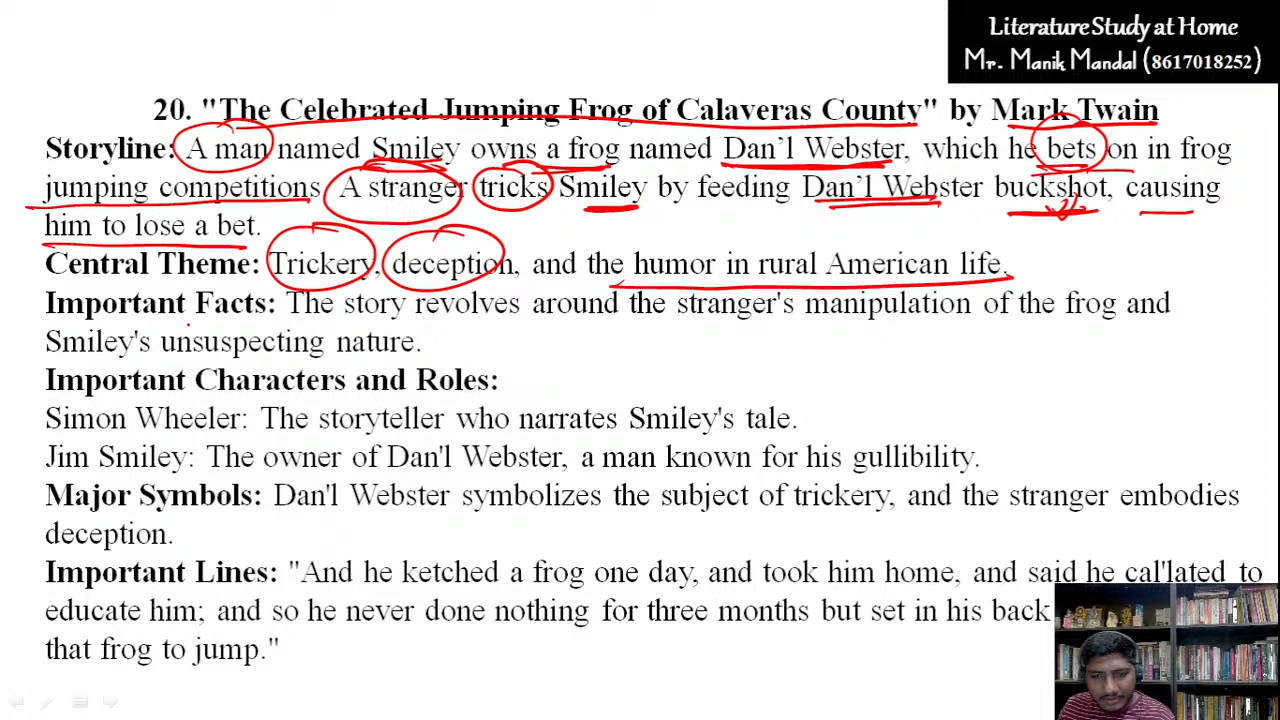 Literature Study at Home
Mr. Manik Mandal (8617018252)
20. "The Celebrated Jumping Frog of Calaveras County" by Mark Twain
Storyline: A man named Smiley owns a frog named Dan’l Webster, which he bets on in frog
jumping competitions. A stranger tricks Smiley by feeding Dan’l Webster buckshot, causing
him to lose a bet.
Central Theme: Trickery, deception, and the humor in rural American life.
Important Facts: The story revolves around the stranger's manipulation of the frog and
Smiley's unsuspecting nature.
Important Characters and Roles:
Simon Wheeler: The storyteller who narrates Smiley's tale.
Jim Smiley: The owner of Dan'l Webster, a man known for his gullibility.
Major Symbols: Dan'l Webster symbolizes the subject of trickery, and the stranger embodies
deception.
Important Lines: "And he ketched a frog one day, and took him home, and said he cal'lated to
educate him; and so he never done nothing for three months but set in his back
that frog to jump."